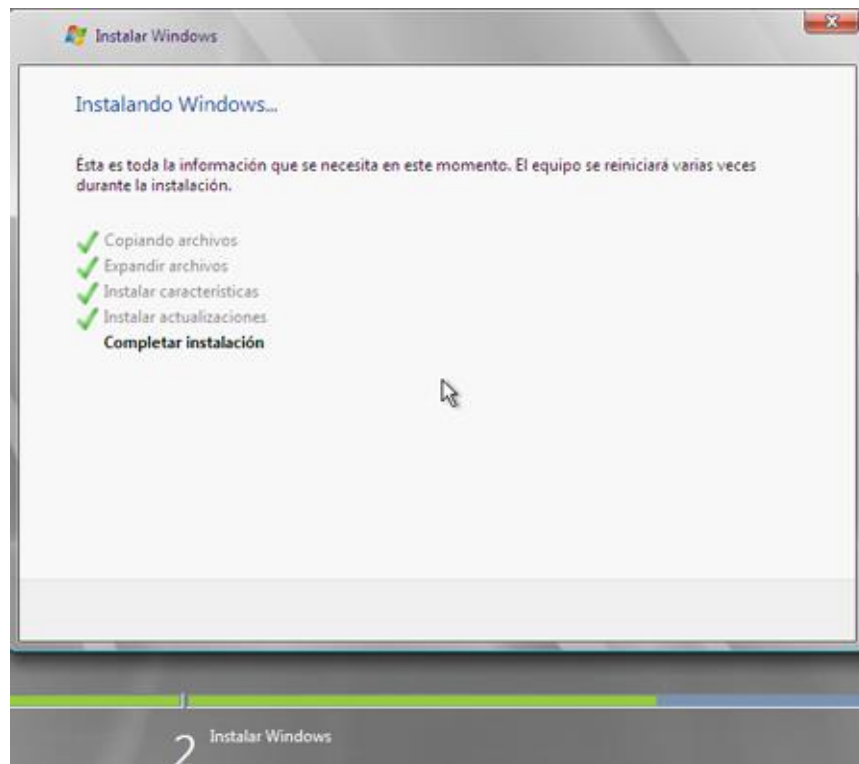 Instalar Windows
Instalando Windows...
Ésta es toda la información que se necesita en este momento. El equipo se reiniciará varias veces
durante la instalación.
Copiando archivos
Expandir archivos
Instalar características
Instalar actualizaciones
Completar instalación
2 Instalar Windows